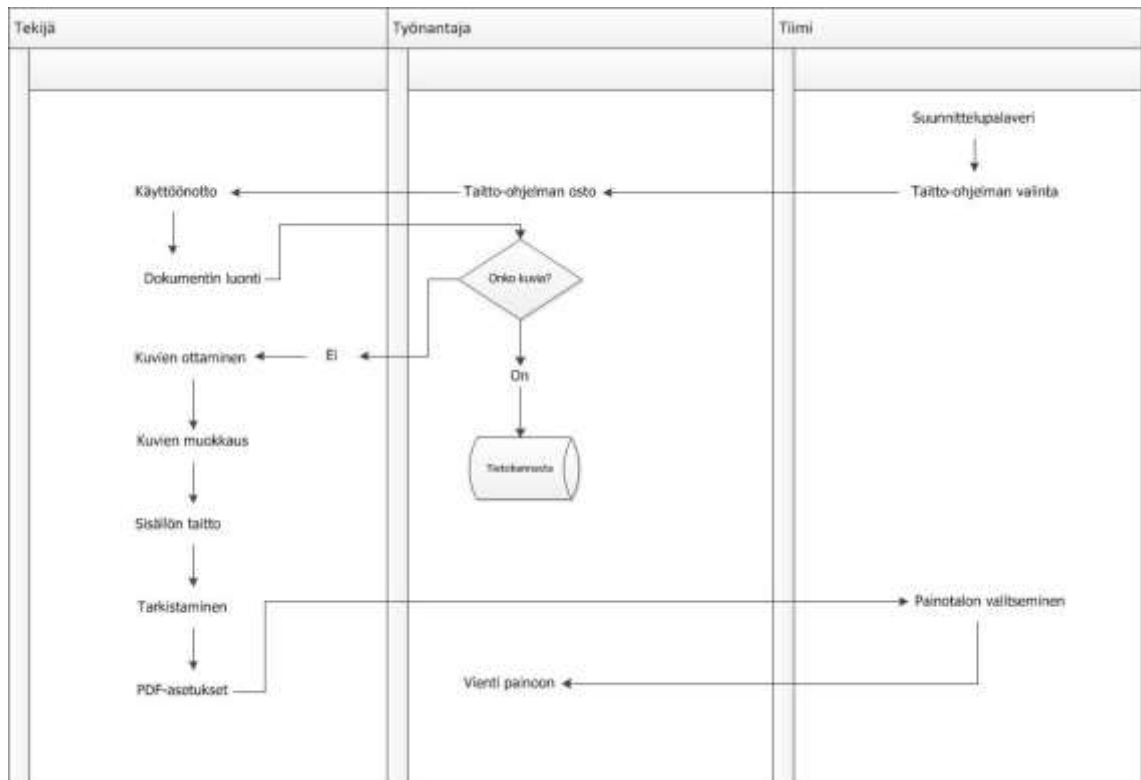 Tekijä
Työnantaja
Tiimi
Suunnittelupalaveri
Käyttöönotto
Taitto-ohjelman osto
Taitto-ohjelman valinta
Dokumentin luonti
Onko kuvia?
Kuvien ottaminen
Ei
On
Kuvien muokkaus
Tietokannasta
Sisällön taitto
Tarkistaminen
Painotalon valitseminen
PDF-asetukset
Vienti painoon